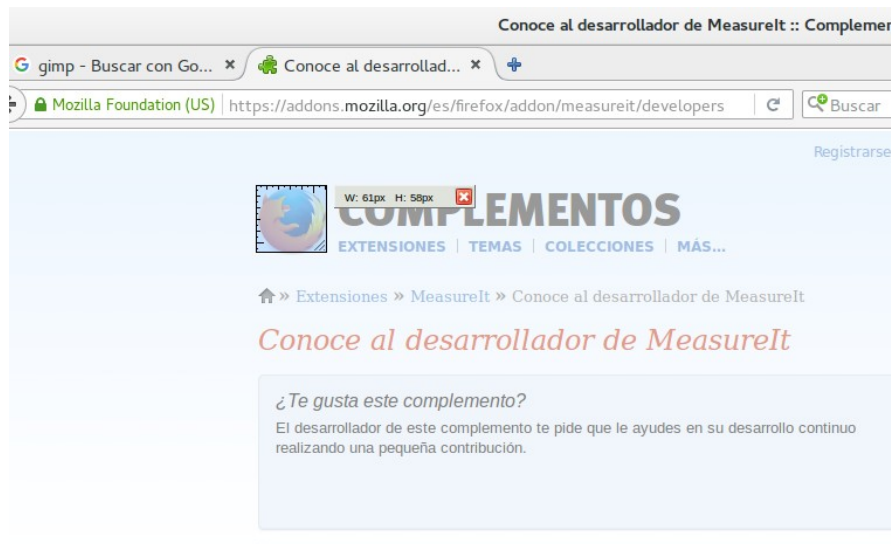 Conoce al desarrollador de MeasureIt :: Complemen
gimp - Buscar con Go...
Conoce al desarrollad...
Mozilla Foundation (US)
https://addons.mozilla.org/es/firefox/addon/measureit/developers
Buscar
Registrarse
W: 61px H: 58px
COMPLEMENTOS
EXTENSIONES | TEMAS | COLECCIONES | MÁS...
» Extensiones » MeasureIt » Conoce al desarrollador de MeasureIt
Conoce al desarrollador de MeasureIt
¿Te gusta este complemento?
El desarrollador de este complemento te pide que le ayudes en su desarrollo continuo
realizando una pequeña contribución.